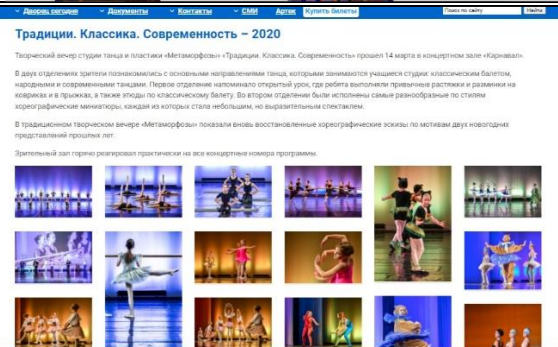 Дворец сегодня Документы Контакты СМИ Артек Купить билеты Поиск по сайту Найти
Традиции. Классика. Современность – 2020
Творческий вечер студии танца и пластики «Метаморфозы» «Традиции. Классика. Современность» прошел 14 марта в концертном зале «Карнавал».
В двух отделениях зрители познакомились с основными направлениями танца, которыми занимаются учащиеся студии: классическим балетом,
народными и современными танцами. Первое отделение напоминало открытый урок, где ребята выполняли привычные растяжки и разминки на
ковриках и в прыжках, а также этюды по классическому балету. Во втором отделении были исполнены самые разнообразные по стилям
хореографические миниатюры, каждая из которых стала небольшим, но выразительным спектаклем.
В традиционном творческом вечере «Метаморфозы» показали вновь восстановленные хореографические эскизы по мотивам двух новогодних
представлений прошлых лет.
Зрительный зал горячо реагировал практически на все концертные номера программы.